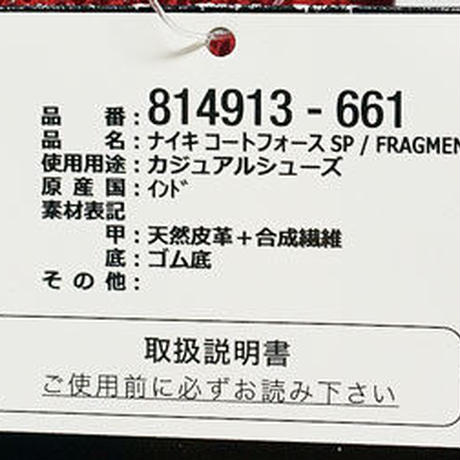 品番：814913 - 661
品名：ナイキ コートフォース SP / FRAGMEN
使用用途：カジュアルシューズ
原産国：ｲﾝﾄﾞ
素材表記
甲：天然皮革＋合成繊維
底：ゴム底
その他：
取扱説明書
ご使用前に必ずお読み下さい